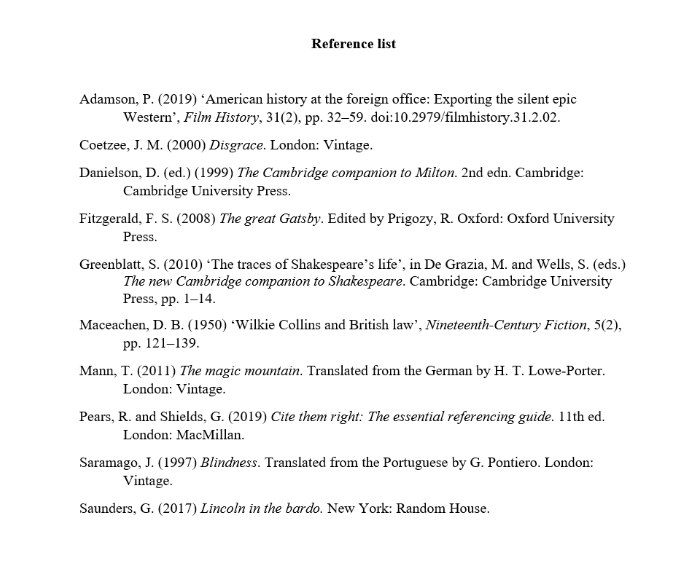 Reference list
Adamson, P. (2019) ‘American history at the foreign office: Exporting the silent epic
Western’, Film History, 31(2), pp. 32–59. doi:10.2979/filmhistory.31.2.02.
Coetzee, J. M. (2000) Disgrace. London: Vintage.
Danielson, D. (ed.) (1999) The Cambridge companion to Milton. 2nd edn. Cambridge:
Cambridge University Press.
Fitzgerald, F. S. (2008) The great Gatsby. Edited by Prigozy, R. Oxford: Oxford University
Press.
Greenblatt, S. (2010) ‘The traces of Shakespeare’s life’, in De Grazia, M. and Wells, S. (eds.)
The new Cambridge companion to Shakespeare. Cambridge: Cambridge University
Press, pp. 1–14.
Maceachen, D. B. (1950) ‘Wilkie Collins and British law’, Nineteenth-Century Fiction, 5(2),
pp. 121–139.
Mann, T. (2011) The magic mountain. Translated from the German by H. T. Lowe-Porter.
London: Vintage.
Pears, R. and Shields, G. (2019) Cite them right: The essential referencing guide. 11th ed.
London: MacMillan.
Saramago, J. (1997) Blindness. Translated from the Portuguese by G. Pontiero. London:
Vintage.
Saunders, G. (2017) Lincoln in the bardo. New York: Random House.